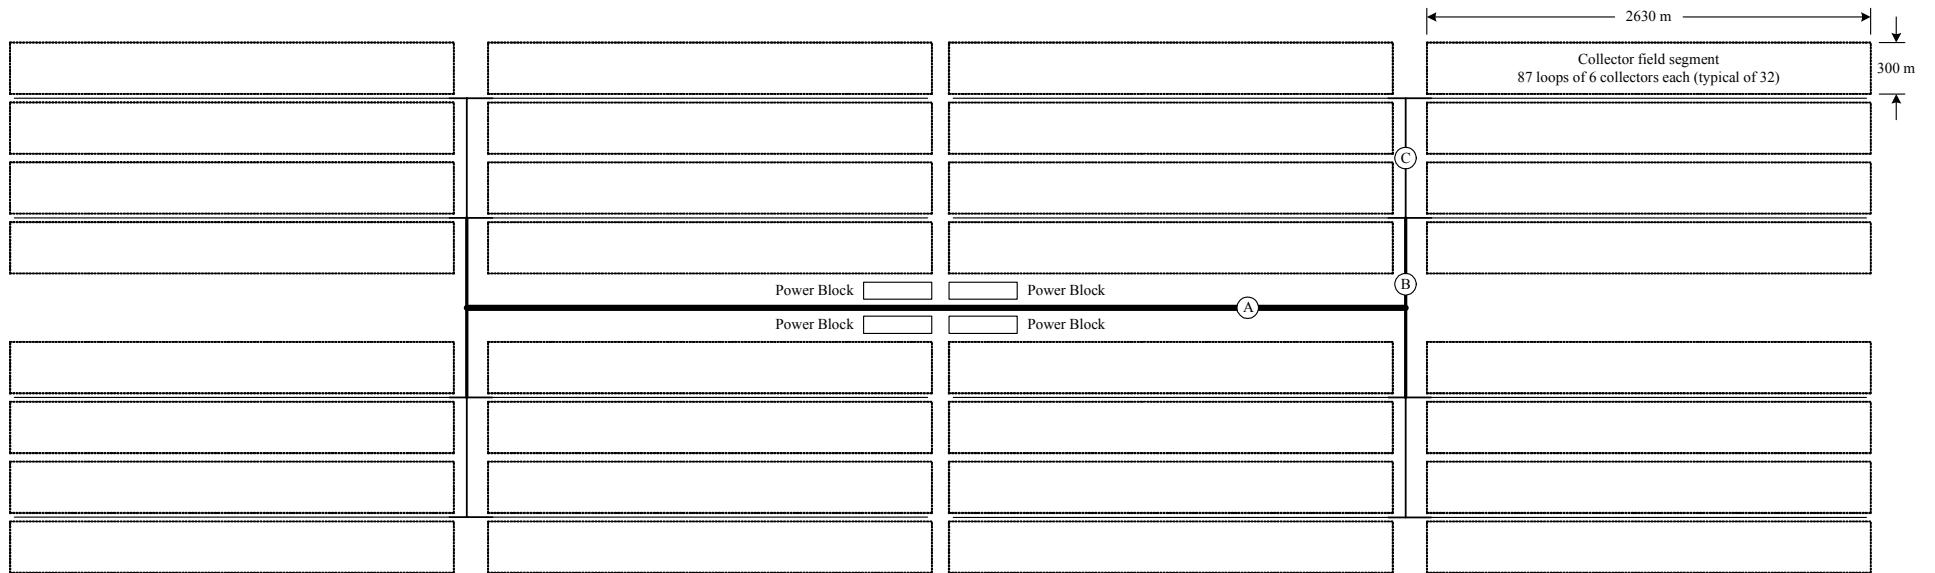 2630 m
Collector field segment
87 loops of 6 collectors each (typical of 32)
300 m
C
B
Power Block
Power Block
A
Power Block
Power Block